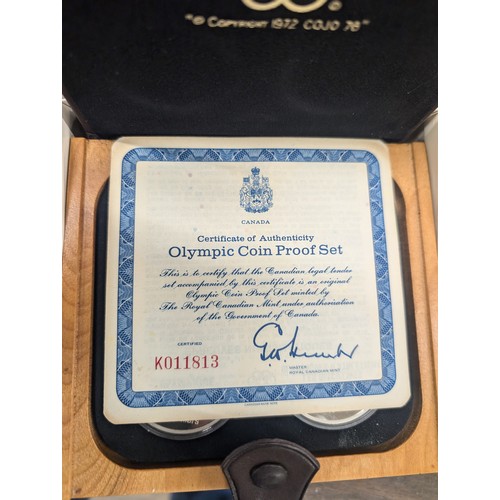 "© COPYRIGHT 1972 COJO 76"
CANADA
Certificate of Authenticity
Olympic Coin Proof Set
This is to certify that the Canadian legal tender
set accompanied by this certificate is an original
Olympic Coin Proof Set minted by
The Royal Canadian Mint under authorization
of the Government of Canada.
CERTIFIED
K011813
MASTER
ROYAL CANADIAN MINT